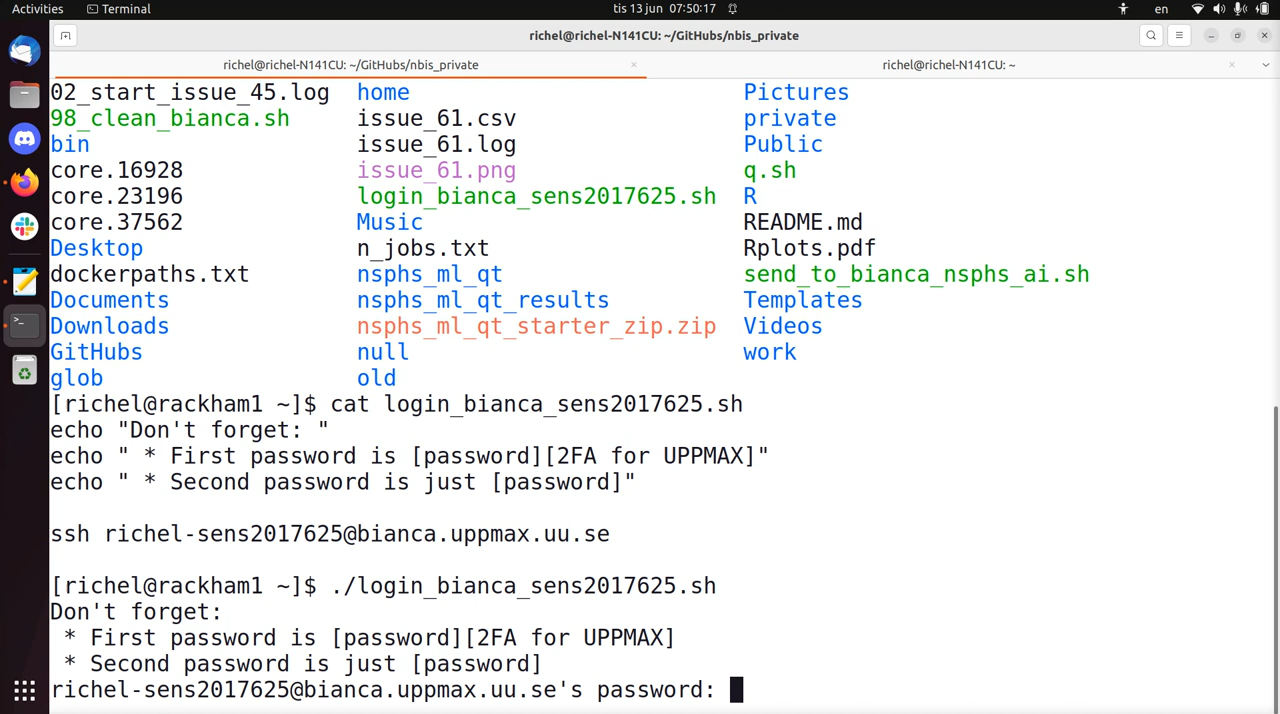 Activities Terminal tis 13 jun 07:50:17 en
richel@richel-N141CU: ~/GitHubs/nbis_private
richel@richel-N141CU: ~/GitHubs/nbis_private richel@richel-N141CU: ~
02_start_issue_45.log home Pictures
98_clean_bianca.sh issue_61.csv private
bin issue_61.log Public
core.16928 issue_61.png q.sh
core.23196 login_bianca_sens2017625.sh R
core.37562 Music README.md
Desktop n_jobs.txt Rplots.pdf
dockerpaths.txt nsphs_ml_qt send_to_bianca_nsphs_ai.sh
Documents nsphs_ml_qt_results Templates
Downloads nsphs_ml_qt_starter_zip.zip Videos
GitHubs null work
glob old
[richel@rackham1 ~]$ cat login_bianca_sens2017625.sh
echo "Don't forget: "
echo " * First password is [password][2FA for UPPMAX]"
echo " * Second password is just [password]"
ssh richel-sens2017625@bianca.uppmax.uu.se
[richel@rackham1 ~]$ ./login_bianca_sens2017625.sh
Don't forget:
 * First password is [password][2FA for UPPMAX]
 * Second password is just [password]
richel-sens2017625@bianca.uppmax.uu.se's password: